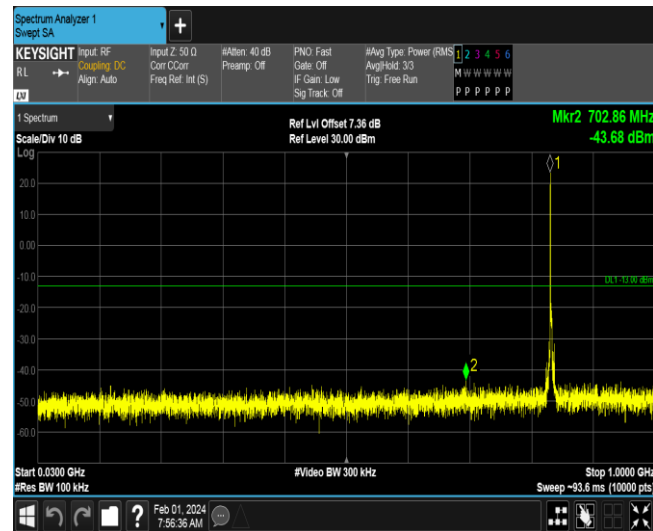 Spectrum Analyzer 1
Swept SA
+
KEYSIGHT
RL
LXI
Input: RF
Coupling: DC
Align: Auto
Input Z: 50 Ω
Corr CCorr
Freq Ref: Int (S)
#Atten: 40 dB
Preamp: Off
PNO: Fast
Gate: Off
IF Gain: Low
Sig Track: Off
#Avg Type: Power (RMS
Avg|Hold: 3/3
Trig: Free Run
1 2 3 4 5 6
M W W W W W
P P P P P P
1 Spectrum
Scale/Div 10 dB
Log
Ref Lvl Offset 7.36 dB
Ref Level 30.00 dBm
Mkr2 702.86 MHz
-43.68 dBm
1
20.0
10.0
0.00
-10.0
DL1 -13.00 dBm
-20.0
-30.0
-40.0
2
-50.0
-60.0
Start 0.0300 GHz
#Res BW 100 kHz
#Video BW 300 kHz
Stop 1.0000 GHz
Sweep ~93.6 ms (10000 pts)
?
Feb 01, 2024
7:56:36 AM